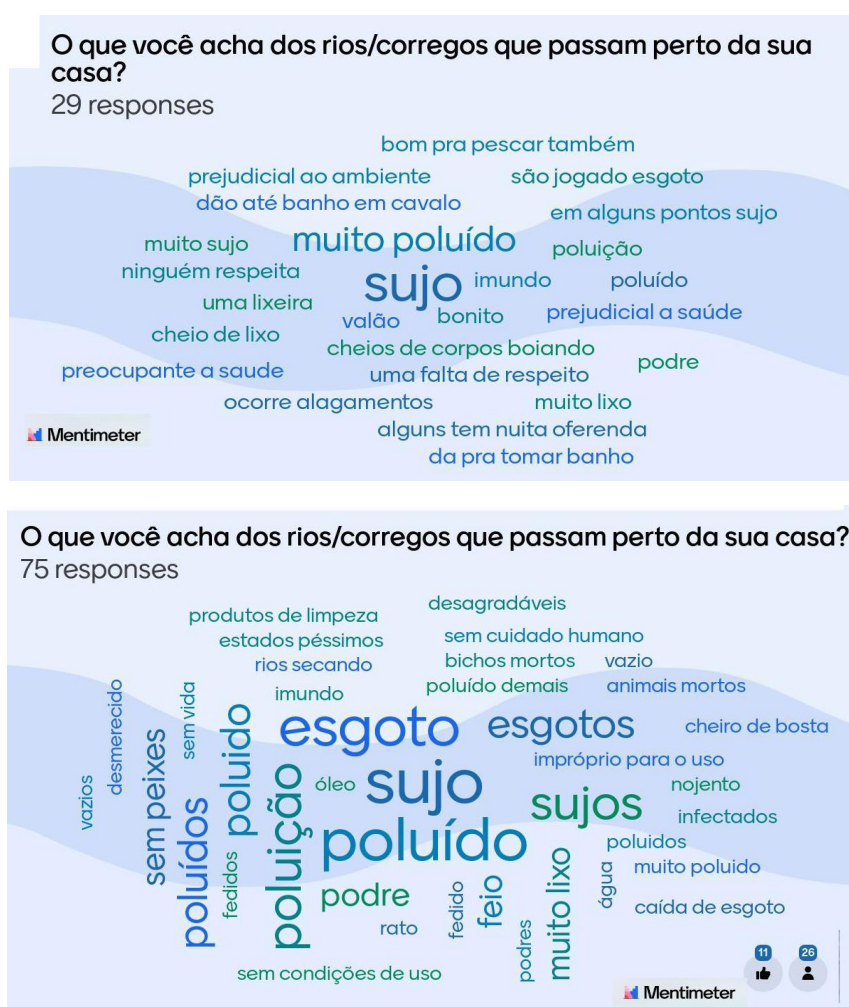 O que você acha dos rios/corregos que passam perto da sua
casa?
29 responses
bom pra pescar também
prejudicial ao ambiente
são jogado esgoto
dão até banho em cavalo
em alguns pontos sujo
muito sujo
muito poluído
poluição
ninguém respeita
sujo
imundo
poluído
uma lixeira
valão
bonito
prejudicial a saúde
cheio de lixo
cheios de corpos boiando
podre
preocupante a saude
uma falta de respeito
ocorre alagamentos
muito lixo
alguns tem nuita oferenda
da pra tomar banho
Mentimeter
O que você acha dos rios/corregos que passam perto da sua casa?
75 responses
desagradáveis
produtos de limpeza
estados péssimos
sem cuidado humano
rios secando
bichos mortos
vazio
imundo
poluído demais
animais mortos
desmerecido
sem vida
poluido
esgoto
esgotos
cheiro de bosta
impróprio para o uso
vazios
sem peixes
poluídos
fedidos
poluição
óleo
sujo
sujos
nojento
infectados
poluído
poluidos
muito poluido
podre
rato
fedido
feio
podres
muito lixo
água
caída de esgoto
sem condições de uso
11
26
Mentimeter